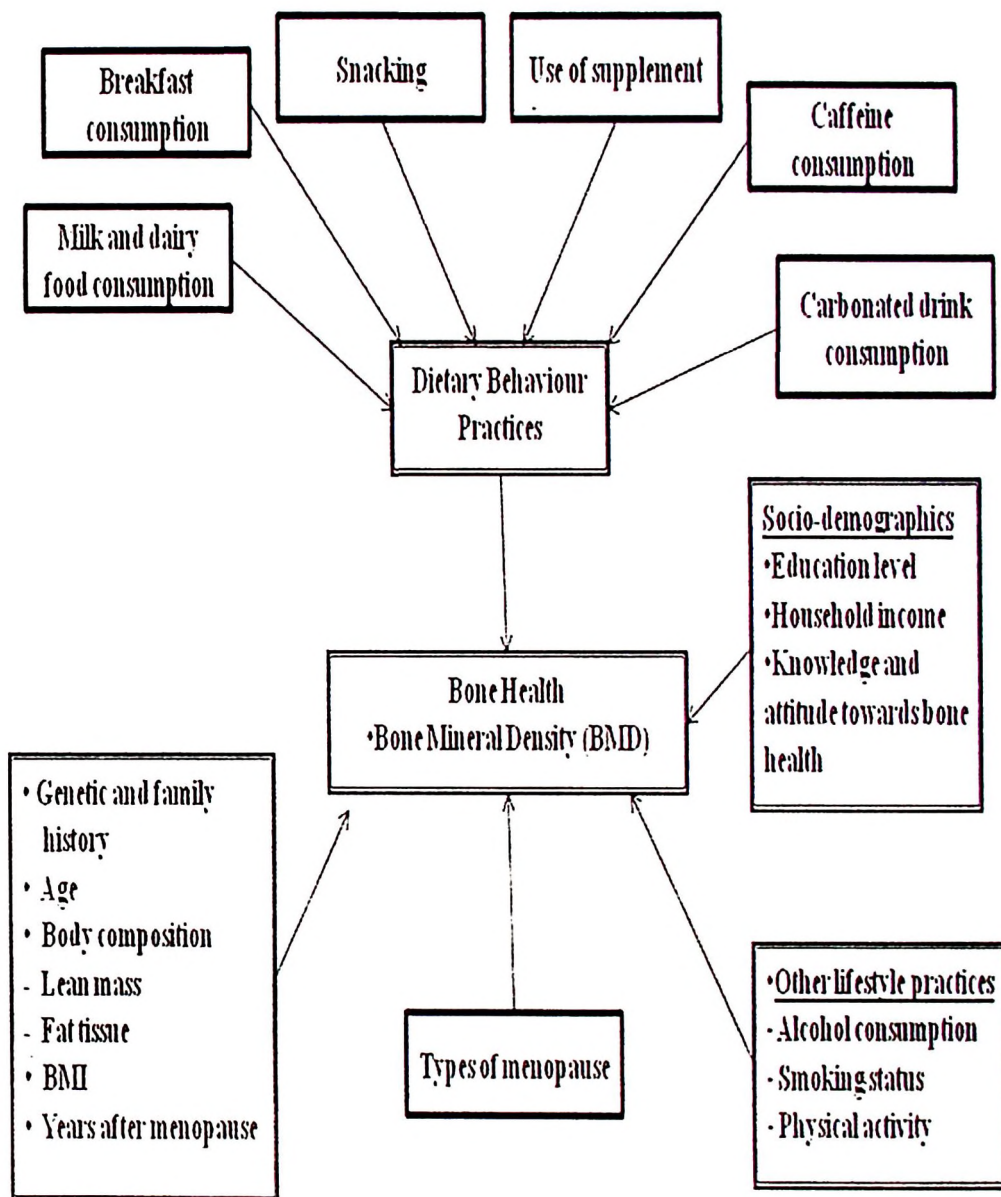 Breakfast
consumption
Snacking
Use of supplement
Caffeine
consumption
Milk and dairy
food consumption
Carbonated drink
consumption
Dietary Behaviour
Practices
Socio-demographics
•Education level
•Household income
•Knowledge and
attitude towards bone
health
Bone Health
•Bone Mineral Density (BMD)
• Genetic and family
history
• Age
• Body composition
- Lean mass
- Fat tissue
• BMI
• Years after menopause
Types of menopause
•Other lifestyle practices
- Alcohol consumption
- Smoking status
- Physical activity